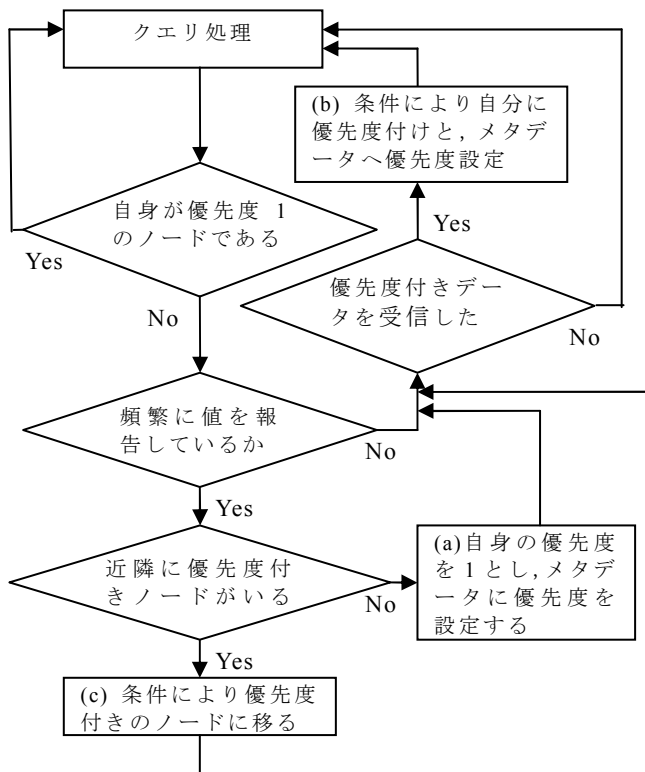 クエリ処理
(b) 条件により自分に
優先度付けと, メタデ
ータへ優先度設定
自身が優先度 1
のノードである
Yes
Yes
No
優先度付きデー
タを受信した
No
頻繁に値を報
告しているか
No
Yes
近隣に優先度付
きノードがいる
No
(a)自身の優先度
を 1 とし,メタデ
ータに優先度を
設定する
Yes
(c) 条件により優先度
付きのノードに移る